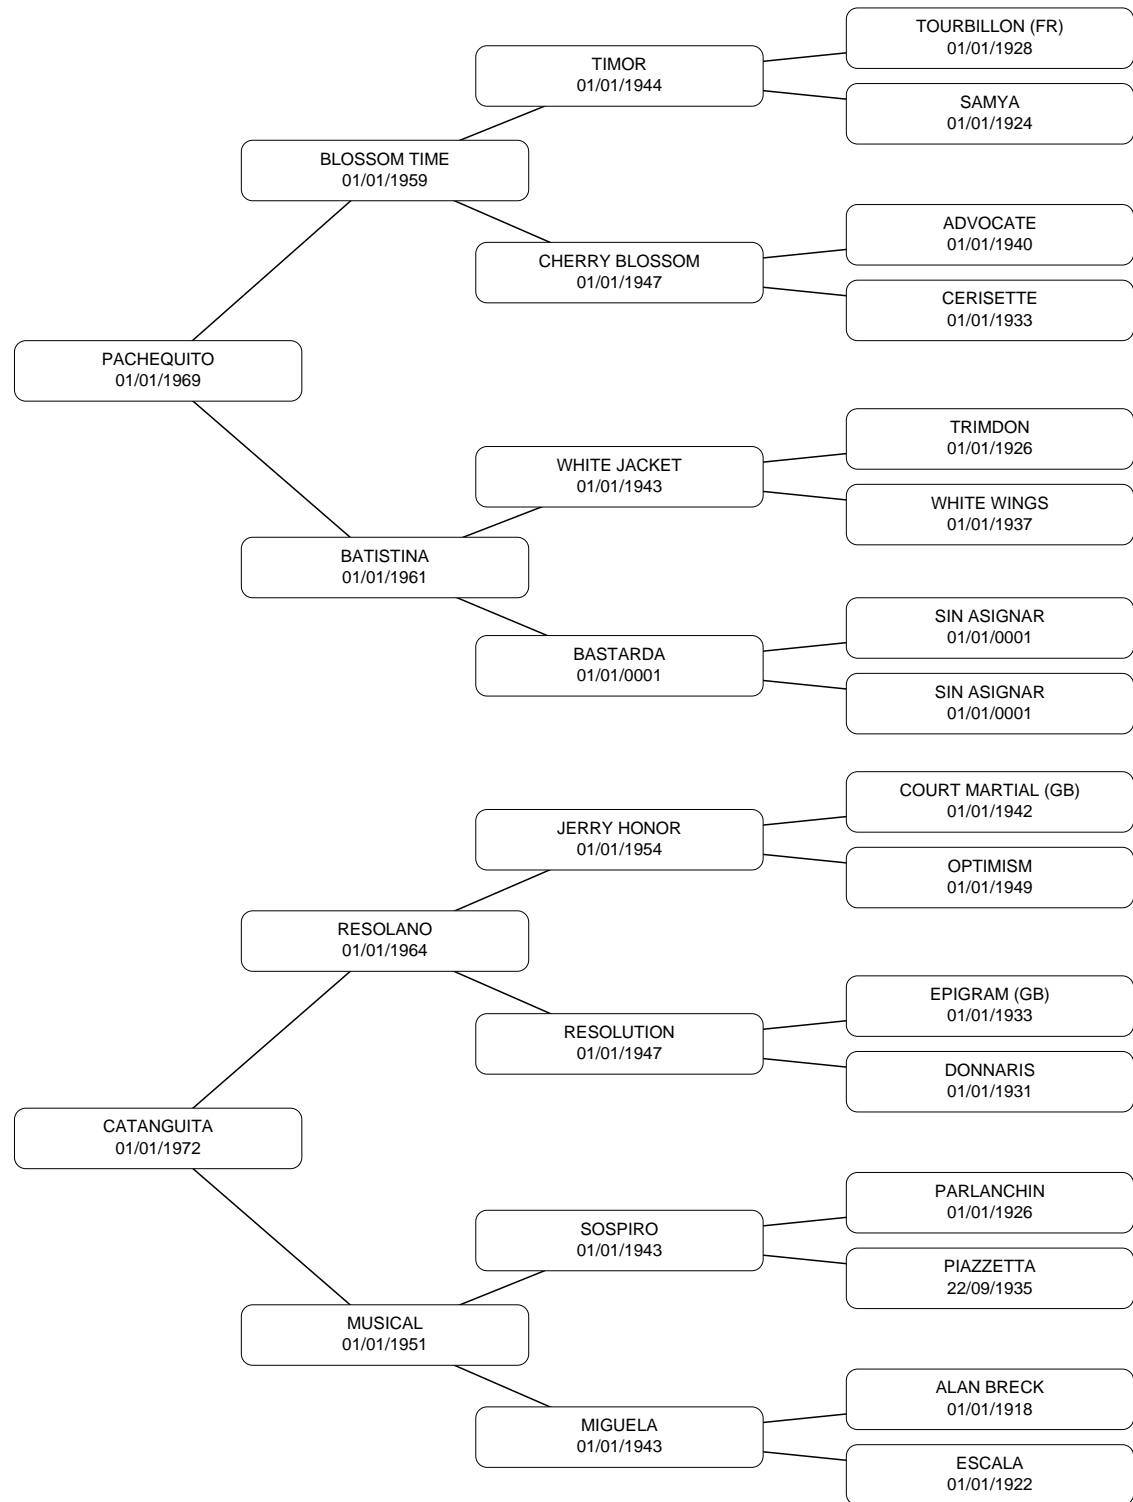 TOURBILLON (FR)
01/01/1928
TIMOR
01/01/1944
SAMYA
01/01/1924
BLOSSOM TIME
01/01/1959
ADVOCATE
01/01/1940
CHERRY BLOSSOM
01/01/1947
CERISETTE
01/01/1933
PACHEQUITO
01/01/1969
TRIMDON
01/01/1926
WHITE JACKET
01/01/1943
WHITE WINGS
01/01/1937
BATISTINA
01/01/1961
SIN ASIGNAR
01/01/0001
BASTARDA
01/01/0001
SIN ASIGNAR
01/01/0001
COURT MARTIAL (GB)
01/01/1942
JERRY HONOR
01/01/1954
OPTIMISM
01/01/1949
RESOLANO
01/01/1964
EPIGRAM (GB)
01/01/1933
RESOLUTION
01/01/1947
DONNARIS
01/01/1931
CATANGUITA
01/01/1972
PARLANCHIN
01/01/1926
SOSPIRO
01/01/1943
PIAZZETTA
22/09/1935
MUSICAL
01/01/1951
ALAN BRECK
01/01/1918
MIGUELA
01/01/1943
ESCALA
01/01/1922